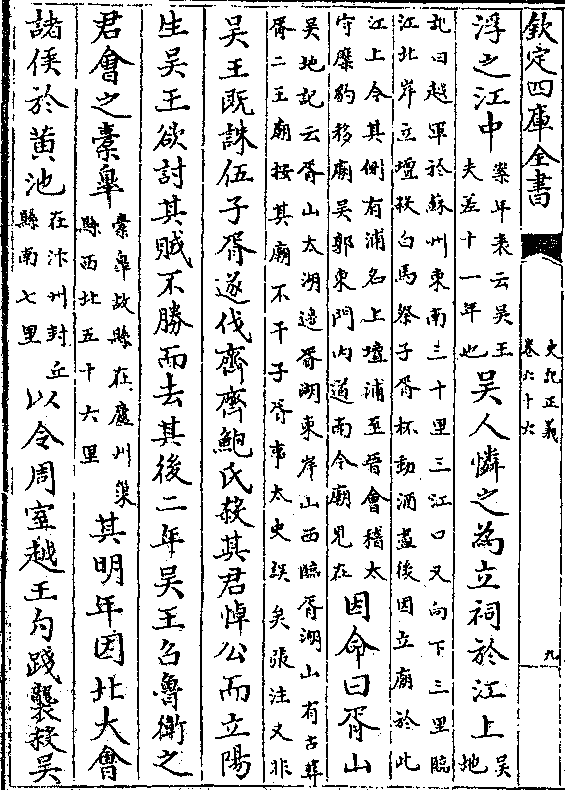 欽定四庫全書
史記正義
卷六十六
九
浮之江中
案年表云吳王
夫差十一年也
吳人憐之為立祠於江上
吳
地
記曰越軍於蘇州東南三十里三江口又向下三里臨
江北岸立壇殺白馬祭子胥杯動酒盡後因立廟於此
江上今其側有浦名上壇浦至晉會稽太
守麋豹移廟吳郭東門内道南今廟見在
因命曰胥山
吳地記云胥山太湖邉胥湖東岸山西臨胥湖山有古葬
胥二王廟按其廟不干子胥事太史誤矣張注又非
吳王既誅伍子胥遂伐齊齊鮑氏殺其君悼公而立陽
生吳王欲討其賊不勝而去其後二年吳王召魯衞之
君會之橐臯
橐臯故縣在廬州巢
縣西北五十六里
其明年因北大會
諸侯於黄池
在汴州封丘
縣南七里
以令周室越王句踐襲殺吳